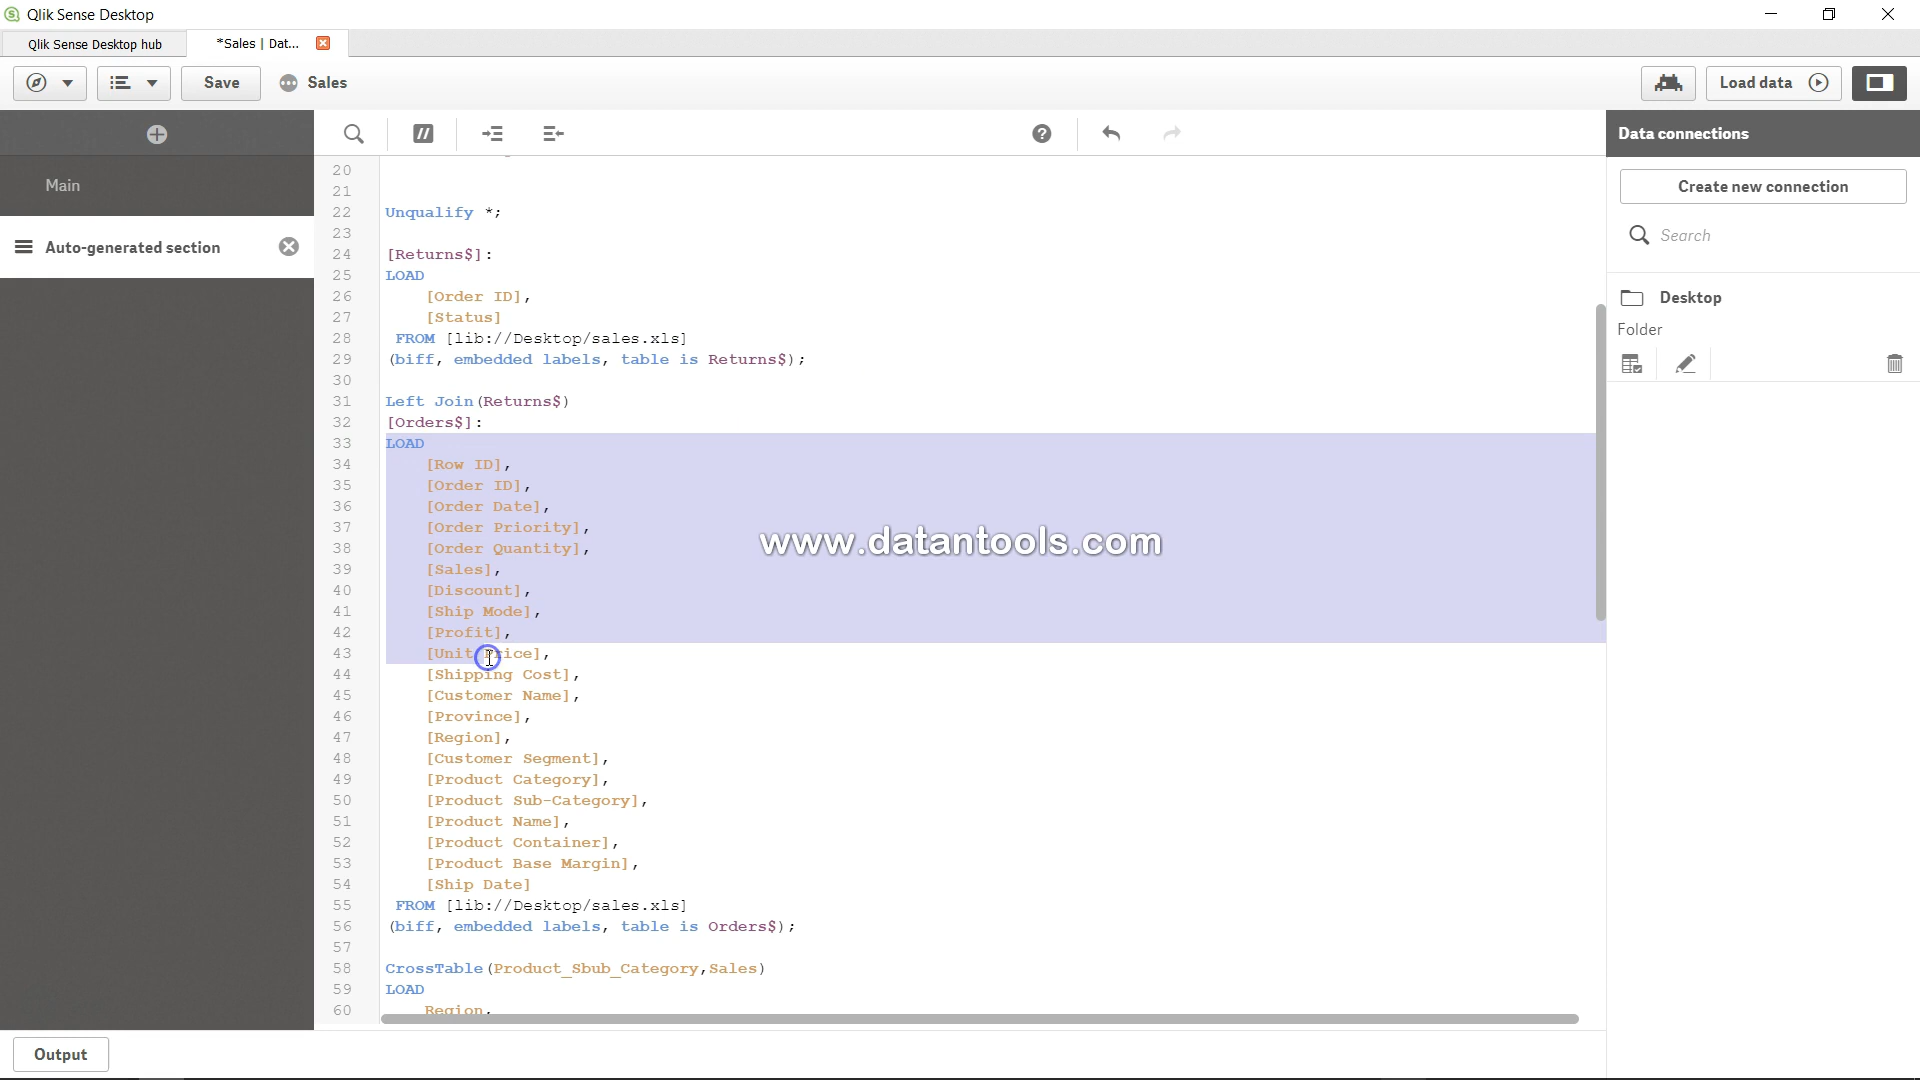 Qlik Sense Desktop
Qlik Sense Desktop hub
*Sales | Dat...
Save
Sales
Load data
Data connections
Main
Create new connection
Auto-generated section
Search
Desktop
Folder
20
21
22 Unqualify *;
23
24 [Returns$]:
25 LOAD
26 [Order ID],
27 [Status]
28 FROM [lib://Desktop/sales.xls]
29 (biff, embedded labels, table is Returns$);
30
31 Left Join(Returns$)
32 [Orders$]:
33 LOAD
34 [Row ID],
35 [Order ID],
36 [Order Date],
37 [Order Priority],
38 [Order Quantity],
www.datantools.com
39 [Sales],
40 [Discount],
41 [Ship Mode],
42 [Profit],
43 [Unit Price],
44 [Shipping Cost],
45 [Customer Name],
46 [Province],
47 [Region],
48 [Customer Segment],
49 [Product Category],
50 [Product Sub-Category],
51 [Product Name],
52 [Product Container],
53 [Product Base Margin],
54 [Ship Date]
55 FROM [lib://Desktop/sales.xls]
56 (biff, embedded labels, table is Orders$);
57
58 CrossTable(Product_Sbub_Category,Sales)
59 LOAD
60 Region,
Output